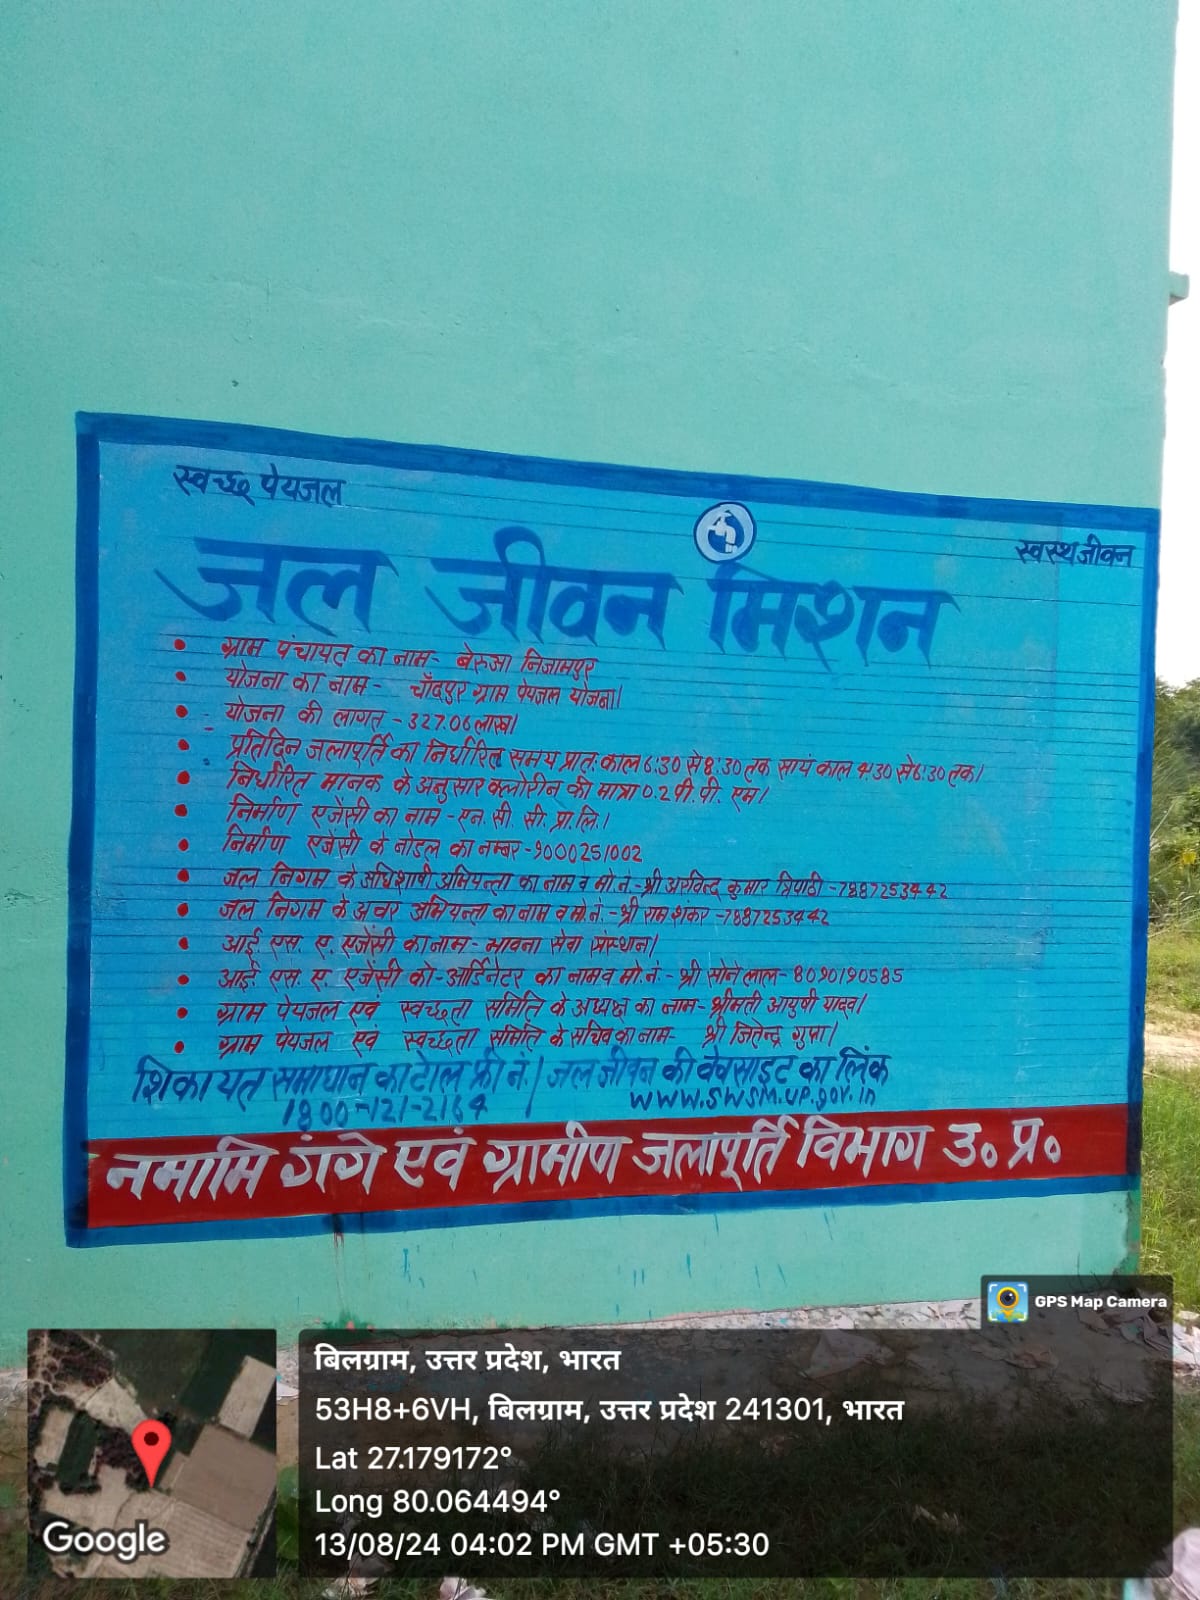 स्वच्छ पेयजल
स्वस्थ जीवन
जल जीवन मिशन
ग्राम पंचायत का नाम- बेरुआ निजामपुर
योजना का नाम- चाँदपुर ग्राम पेयजल योजना।
योजना की लागत - 327.06 लाख।
प्रतिदिन जलापूर्ति का निर्धारित समय प्रातः काल 6:30 से 8:30 तक सायं काल 4:30 से 6:30 तक।
निर्धारित मानक के अनुसार क्लोरीन की मात्रा 0.2 पी. पी. एम।
निर्माण एजेंसी का नाम - एन. सी. सी. प्रा. लि.।
निर्माण एजेंसी के नोडल का नम्बर -9000251002
जल निगम के अधिशाषी अभियन्ता का नाम व मो.नं.-श्री अरविन्द कुमार त्रिपाठी -7887253442
जल निगम के अवर अभियन्ता का नाम व मो.नं. - श्री राम शंकर -7887253442
आई. एस. ए. एजेंसी का नाम- भावना सेवा संस्थान।
आई. एस. ए. एजेंसी को-आर्डिनेटर का नाम व मो.नं. - श्री सोने लाल- 8090190585
ग्राम पेयजल एवं स्वच्छता समिति के अध्यक्ष का नाम- श्रीमती आयुषी यादव।
ग्राम पेयजल एवं स्वच्छता समिति के सचिव का नाम- श्री जितेन्द्र गुप्ता।
शिकायत समाधान का टोल फ्री नं. | जल जीवन की वेबसाइट का लिंक
1800-121-2164 www.swsm.up.gov.in
नमामि गंगे एवं ग्रामीण जलापूर्ति विभाग उ० प्र०
GPS Map Camera
बिलग्राम, उत्तर प्रदेश, भारत
53H8+6VH, बिलग्राम, उत्तर प्रदेश 241301, भारत
Lat 27.179172°
Long 80.064494°
13/08/24 04:02 PM GMT +05:30
Google